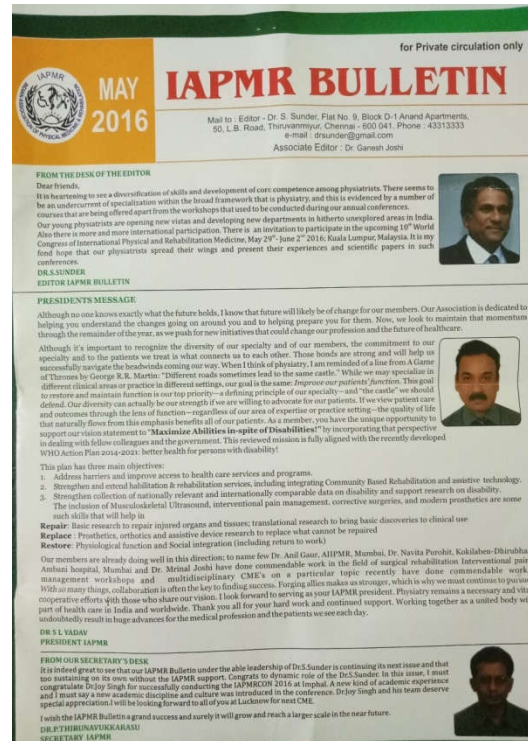 for Private circulation only
IAPMR
MAY
2016
IAPMR BULLETIN
Mail to : Editor - Dr. S. Sunder, Flat No. 9, Block D-1 Anand Apartments,
50, L.B. Road, Thiruvanmiyur, Chennai - 600 041. Phone : 43313333
e-mail : drsunder@gmail.com
Associate Editor : Dr Ganesh Joshi
FROM THE DESK OF THE EDITOR
Dear friends,
It is heartening to see a diversification of skills and development of core competence among physiatrists. There seems to
be an undercurrent of specialization within the broad framework that is physiatry, and this is evidenced by a number of
courses that are being offered apart from the workshops that used to be conducted during our annual conferences.
Our young physiatrists are opening new vistas and developing new departments in hitherto unexplored areas in India.
Also there is more and more international participation. There is an invitation to participate in the upcoming 10th World
Congress of International Physical and Rehabilitation Medicine, May 29th- June 2nd 2016; Kuala Lumpur, Malaysia. It is my
fond hope that our physiatrists spread their wings and present their experiences and scientific papers in such
conferences.
DR.S.SUNDER
EDITOR IAPMR BULLETIN
PRESIDENTS MESSAGE
Although no one knows exactly what the future holds, I know that future will likely be of change for our members. Our Association is dedicated to
helping you understand the changes going on around you and to helping prepare you for them. Now, we look to maintain that momentum
through the remainder of the year, as we push for new initiatives that could change our profession and the future of healthcare.
Although it's important to recognize the diversity of our specialty and of our members, the commitment to our
specialty and to the patients we treat is what connects us to each other. Those bonds are strong and will help us
successfully navigate the headwinds coming our way. When I think of physiatry, I am reminded of a line from A Game
of Thrones by George R.R. Martin: "Different roads sometimes lead to the same castle." While we may specialize in
different clinical areas or practice in different settings, our goal is the same: Improve our patients' function. This goal
to restore and maintain function is our top priority—a defining principle of our specialty—and "the castle" we should
defend. Our diversity can actually be our strength if we are willing to advocate for our patients. If we view patient care
and outcomes through the lens of function—regardless of our area of expertise or practice setting—the quality of life
that naturally flows from this emphasis benefits all of our patients. As a member, you have the unique opportunity to
support our vision statement to "Maximize Abilities in-spite of Disabilities!" by incorporating that perspective
in dealing with fellow colleagues and the government. This reviewed mission is fully aligned with the recently developed
WHO Action Plan 2014-2021: better health for persons with disability!
This plan has three main objectives:
1. Address barriers and improve access to health care services and programs.
2. Strengthen and extend habilitation & rehabilitation services, including integrating Community Based Rehabilitation and assistive technology.
3. Strengthen collection of nationally relevant and internationally comparable data on disability and support research on disability.
The inclusion of Musculoskeletal Ultrasound, interventional pain management, corrective surgeries, and modern prosthetics are some
such skills that will help in
Repair: Basic research to repair injured organs and tissues; translational research to bring basic discoveries to clinical use
Replace : Prosthetics, orthotics and assistive device research to replace what cannot be repaired
Restore: Physiological function and Social integration (including return to work)
Our members are already doing well in this direction; to name few Dr. Anil Gaur, AIIPMR, Mumbai, Dr. Navita Purohit, Kokilaben-Dhirubha
Ambani hospital, Mumbai and Dr. Mrinal Joshi have done commendable work in the field of surgical rehabilitation Interventional pain
management workshops and multidisciplinary CME's on a particular topic recently have done commendable work.
With so many things, collaboration is often the key to finding success. Forging allies makes us stronger, which is why we must continue to pursue
cooperative efforts with those who share our vision. I look forward to serving as your IAPMR president. Physiatry remains a necessary and vita
part of health care in India and worldwide. Thank you all for your hard work and continued support. Working together as a united body wi
undoubtedly result in huge advances for the medical profession and the patients we see each day.
DR S L YADAV
PRESIDENT IAPMR
FROM OUR SECRETARY'S DESK
It is indeed great to see that our IAPMR Bulletin under the able leadership of Dr.S.Sunder is continuing its next issue and that
too sustaining on its own without the IAPMR support. Congrats to dynamic role of the Dr.S.Sunder. In this issue, I must
congratulate Dr.Joy Singh for successfully conducting the IAPMRCON 2016 at Imphal. A new kind of academic experience
and I must say a new academic discipline and culture was introduced in the conference. Dr.Joy Singh and his team deserve
special appreciation.I will be looking forward to all of you at Lucknow for next CME.
I wish the IAPMR Bulletin a grand success and surely it will grow and reach a larger scale in the near future.
DR.P.THIRUNAVUKKARASU
SECRETARY IAPMR